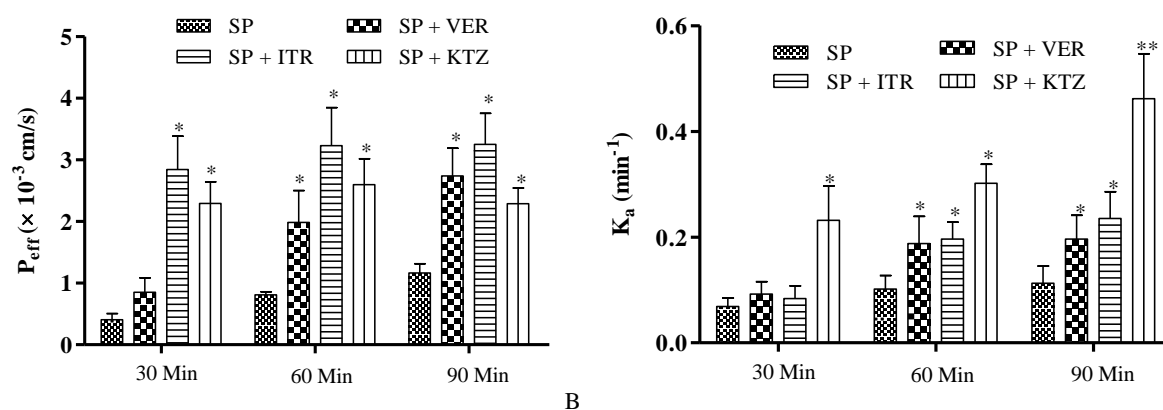 SP
SP + VER
SP + ITR
SP + KTZ
5
4
3
2
1
0
P_eff (× 10⁻³ cm/s)
* * * * * * * *
30 Min 60 Min 90 Min
SP
SP + VER
SP + ITR
SP + KTZ
0.6
0.4
0.2
0.0
K_a (min⁻¹)
* * * * * * **
30 Min 60 Min 90 Min
B